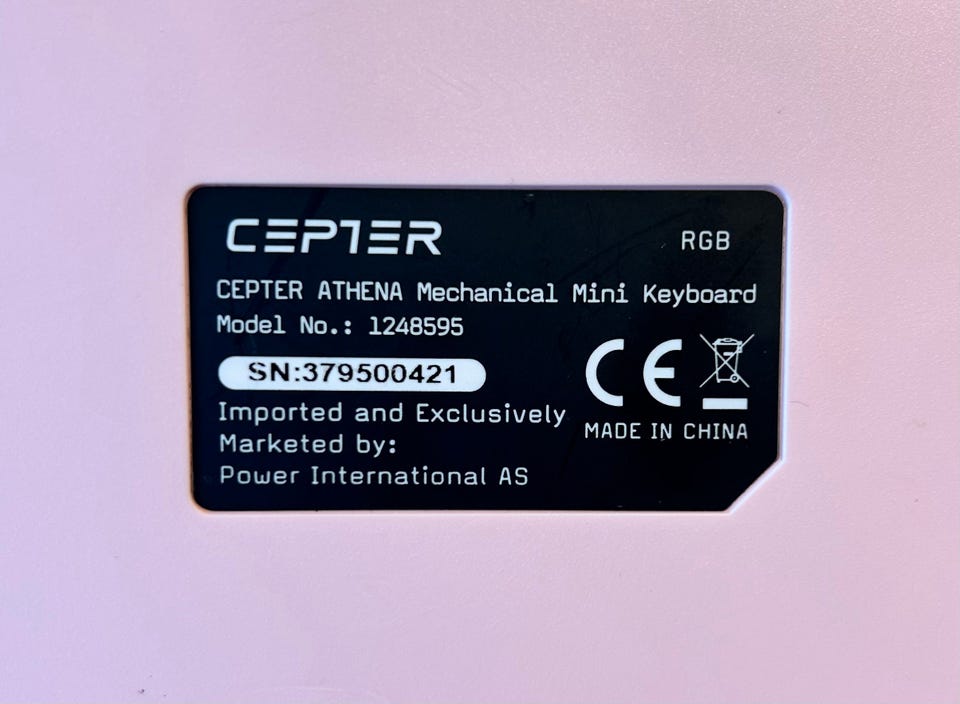 CEPTER
RGB
CEPTER ATHENA Mechanical Mini Keyboard
Model No.: 1248595
SN:379500421
Imported and Exclusively
Marketed by:
Power International AS
CE
MADE IN CHINA